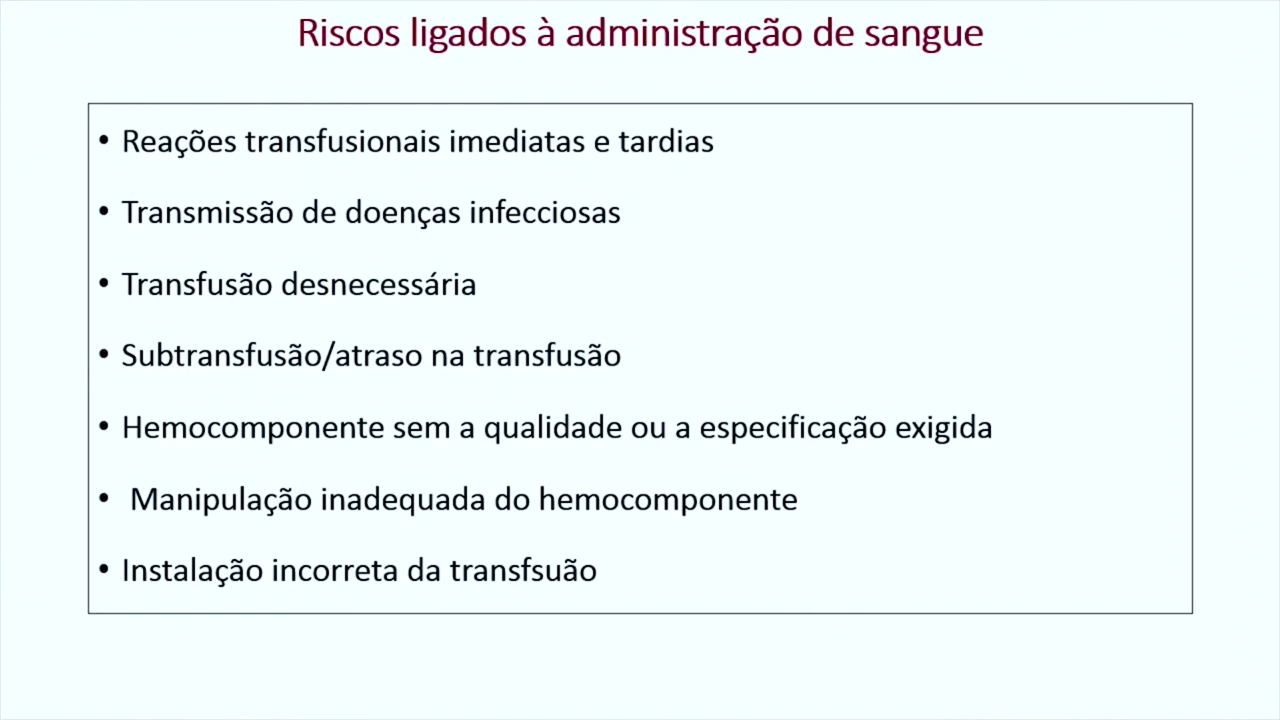 Riscos ligados à administração de sangue
• Reações transfusionais imediatas e tardias
• Transmissão de doenças infecciosas
• Transfusão desnecessária
• Subtransfusão/atraso na transfusão
• Hemocomponente sem a qualidade ou a especificação exigida
• Manipulação inadequada do hemocomponente
• Instalação incorreta da transfsuão